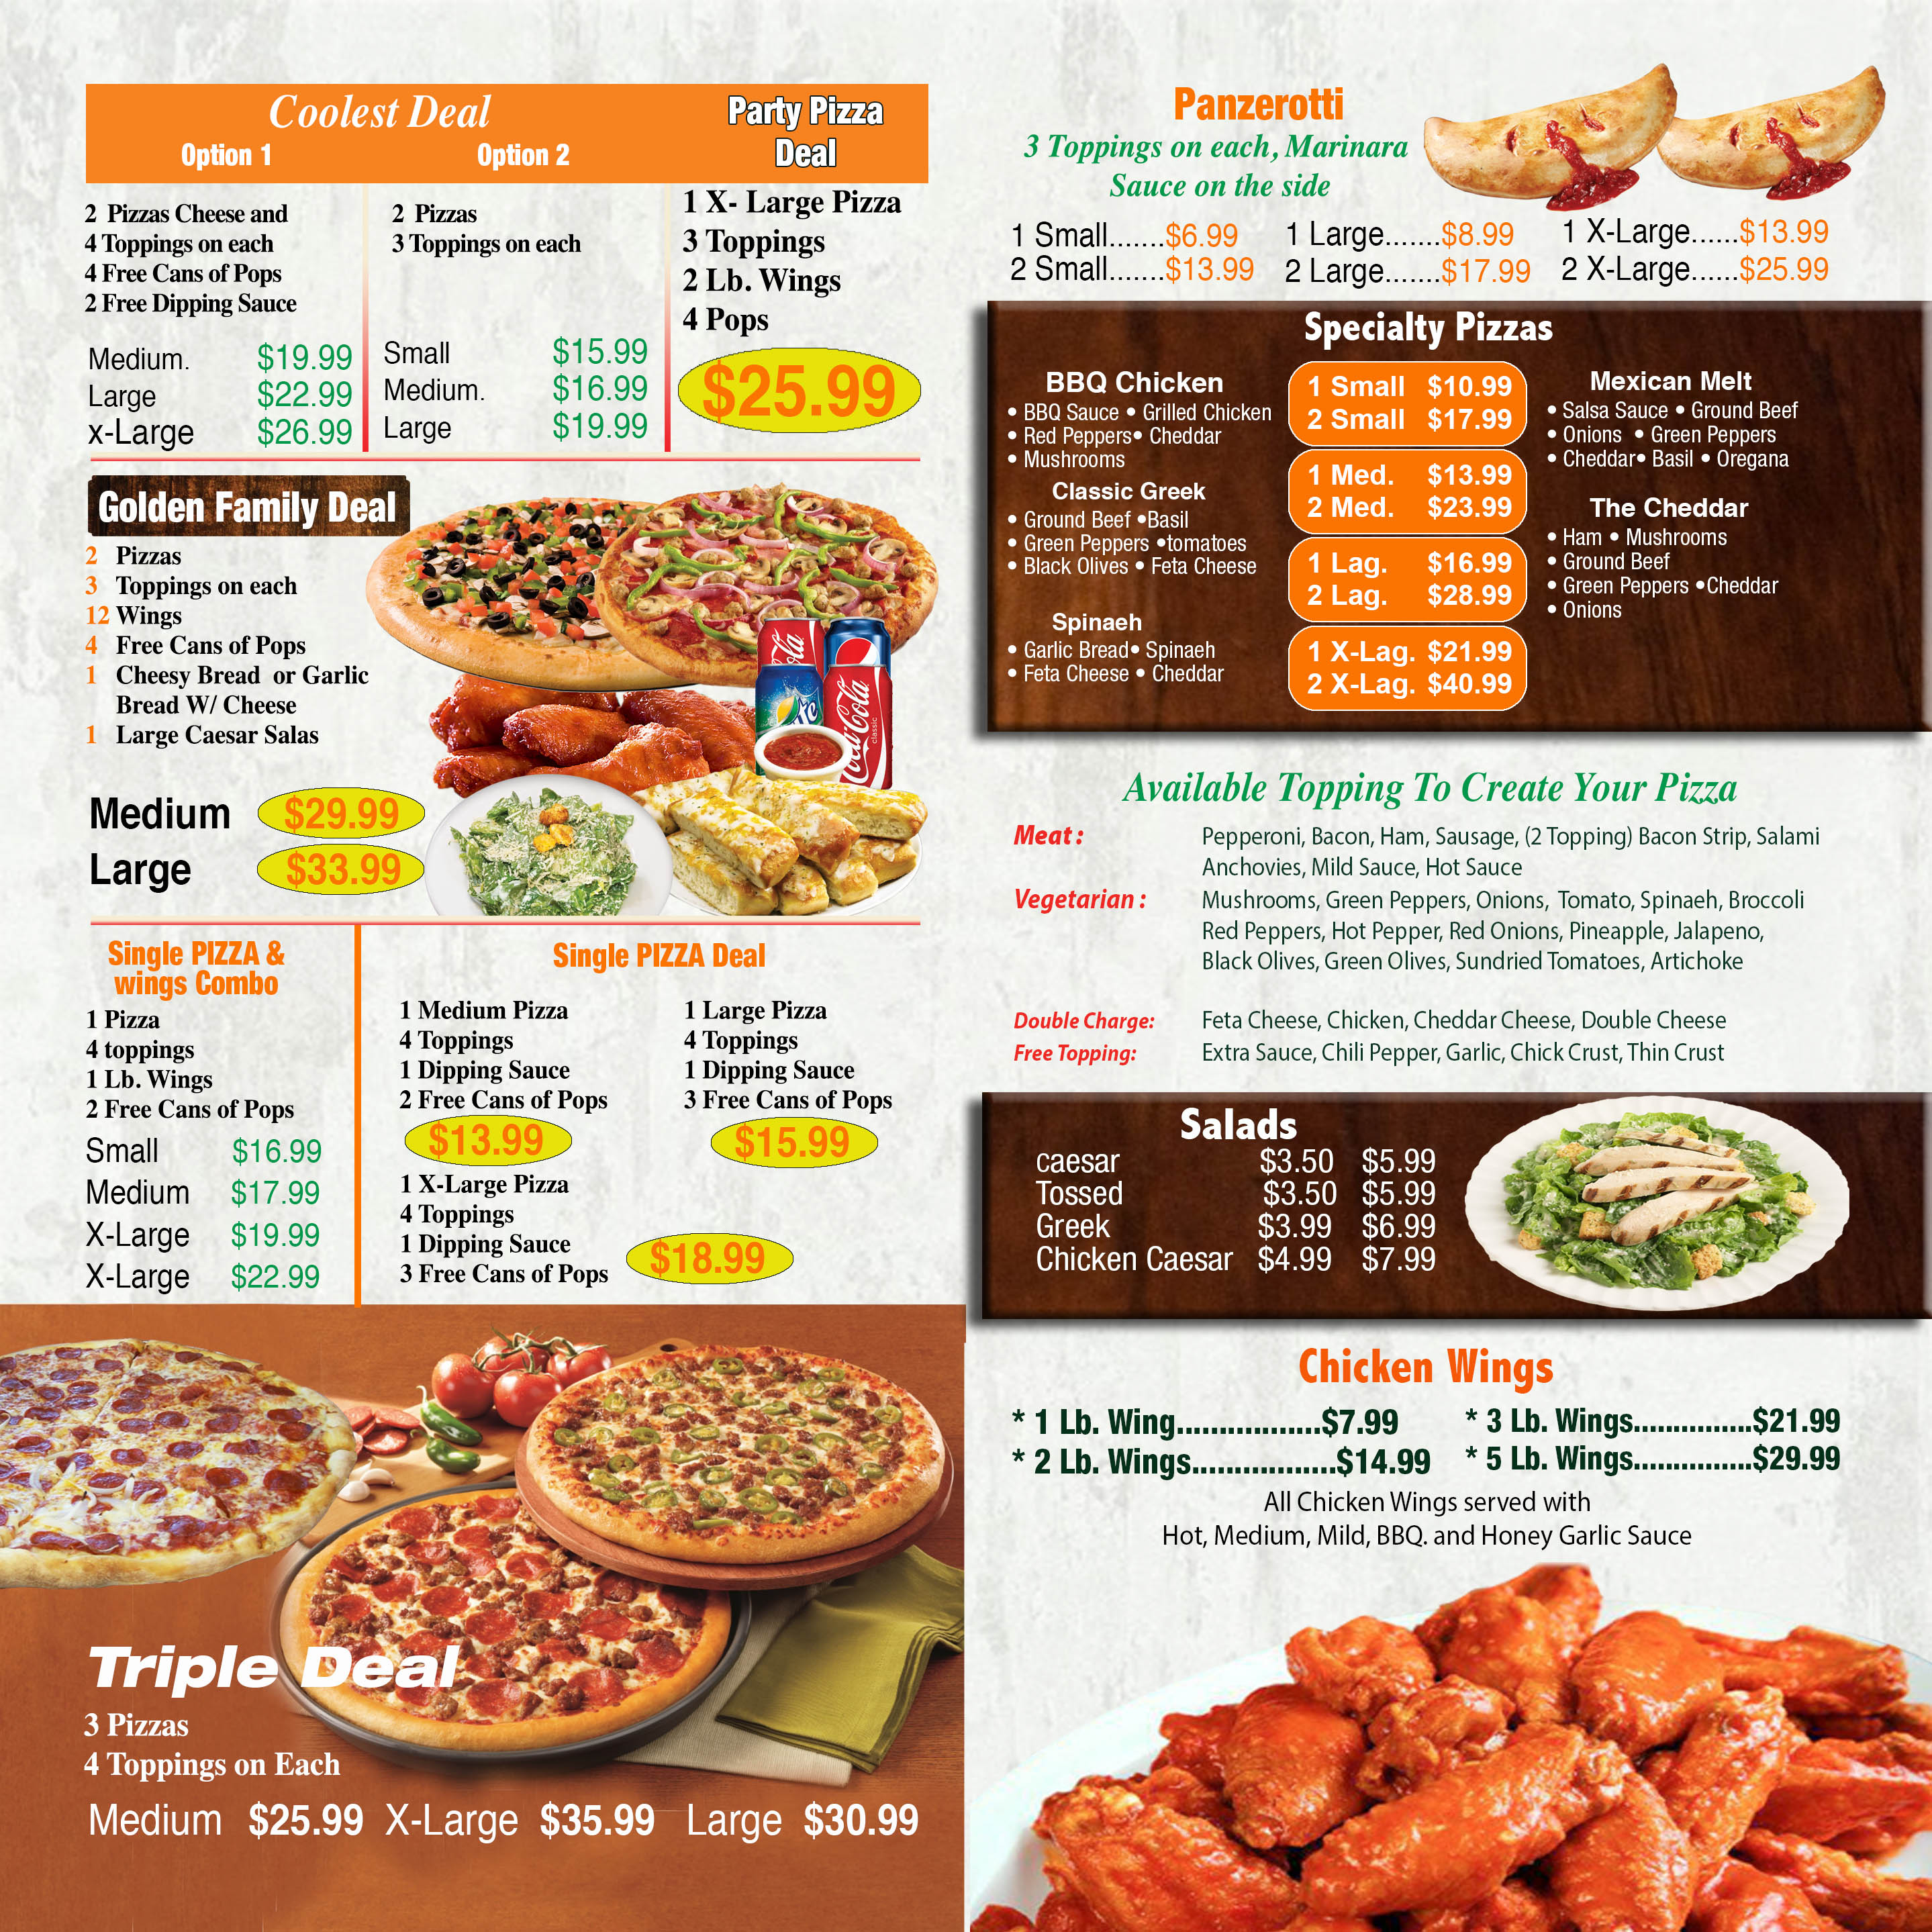 Coolest Deal
Option 1
Option 2
2 Pizzas Cheese and
4 Toppings on each
4 Free Cans of Pops
2 Free Dipping Sauce
Medium. $19.99
Large $22.99
x-Large $26.99
2 Pizzas
3 Toppings on each
Small $15.99
Medium. $16.99
Large $19.99
Party Pizza
Deal
1 X- Large Pizza
3 Toppings
2 Lb. Wings
4 Pops
$25.99
Golden Family Deal
2 Pizzas
3 Toppings on each
12 Wings
4 Free Cans of Pops
1 Cheesy Bread or Garlic
Bread W/ Cheese
1 Large Caesar Salas
Medium $29.99
Large $33.99
Coca-Cola
classic
Single PIZZA &
wings Combo
1 Pizza
4 toppings
1 Lb. Wings
2 Free Cans of Pops
Small $16.99
Medium $17.99
X-Large $19.99
X-Large $22.99
Single PIZZA Deal
1 Medium Pizza
4 Toppings
1 Dipping Sauce
2 Free Cans of Pops
$13.99
1 Large Pizza
4 Toppings
1 Dipping Sauce
3 Free Cans of Pops
$15.99
1 X-Large Pizza
4 Toppings
1 Dipping Sauce
3 Free Cans of Pops
$18.99
Triple Deal
3 Pizzas
4 Toppings on Each
Medium $25.99 X-Large $35.99 Large $30.99
Panzerotti
3 Toppings on each, Marinara
Sauce on the side
1 Small.......$6.99 1 Large.......$8.99 1 X-Large......$13.99
2 Small.......$13.99 2 Large.......$17.99 2 X-Large......$25.99
Specialty Pizzas
BBQ Chicken
• BBQ Sauce • Grilled Chicken
• Red Peppers• Cheddar
• Mushrooms
Classic Greek
• Ground Beef •Basil
• Green Peppers •tomatoes
• Black Olives • Feta Cheese
Spinaeh
• Garlic Bread• Spinaeh
• Feta Cheese • Cheddar
1 Small $10.99
2 Small $17.99
1 Med. $13.99
2 Med. $23.99
1 Lag. $16.99
2 Lag. $28.99
1 X-Lag. $21.99
2 X-Lag. $40.99
Mexican Melt
• Salsa Sauce • Ground Beef
• Onions • Green Peppers
• Cheddar• Basil • Oregana
The Cheddar
• Ham • Mushrooms
• Ground Beef
• Green Peppers •Cheddar
• Onions
Available Topping To Create Your Pizza
Meat : Pepperoni, Bacon, Ham, Sausage, (2 Topping) Bacon Strip, Salami
Anchovies, Mild Sauce, Hot Sauce
Vegetarian : Mushrooms, Green Peppers, Onions, Tomato, Spinaeh, Broccoli
Red Peppers, Hot Pepper, Red Onions, Pineapple, Jalapeno,
Black Olives, Green Olives, Sundried Tomatoes, Artichoke
Double Charge: Feta Cheese, Chicken, Cheddar Cheese, Double Cheese
Free Topping: Extra Sauce, Chili Pepper, Garlic, Chick Crust, Thin Crust
Salads
caesar $3.50 $5.99
Tossed $3.50 $5.99
Greek $3.99 $6.99
Chicken Caesar $4.99 $7.99
Chicken Wings
* 1 Lb. Wing.................$7.99 * 3 Lb. Wings..............$21.99
* 2 Lb. Wings.................$14.99 * 5 Lb. Wings..............$29.99
All Chicken Wings served with
Hot, Medium, Mild, BBQ. and Honey Garlic Sauce